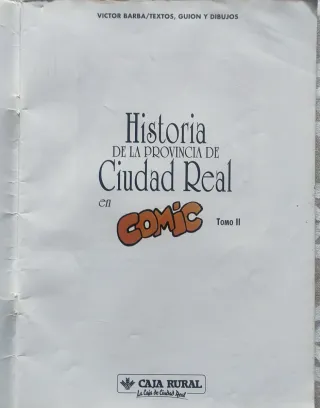 VICTOR BARBA/TEXTOS, GUION Y DIBUJOS
Historia
DE LA PROVINCIA DE
Ciudad Real
en COMIC TOMO II
CAJA RURAL
La Caja de Ciudad Real